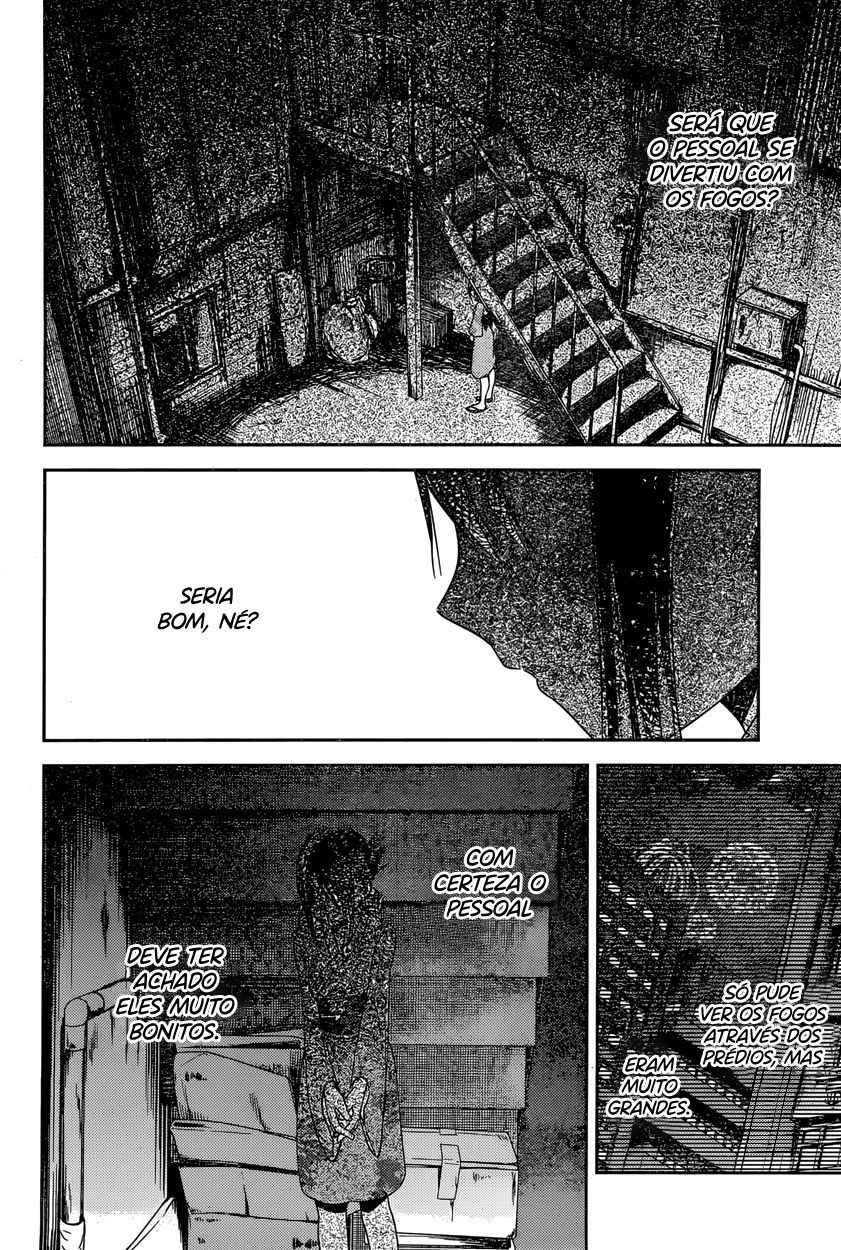 SERÁ QUE
O PESSOAL SE
DIVERTIU COM
OS FOGOS?
SERIA
BOM, NÉ?
SÓ PUDE
VER OS FOGOS
ATRAVÉS DOS
PRÉDIOS, MAS
ERAM
MUITO
GRANDES.
COM
CERTEZA O
PESSOAL
DEVE TER
ACHADO
ELES MUITO
BONITOS.